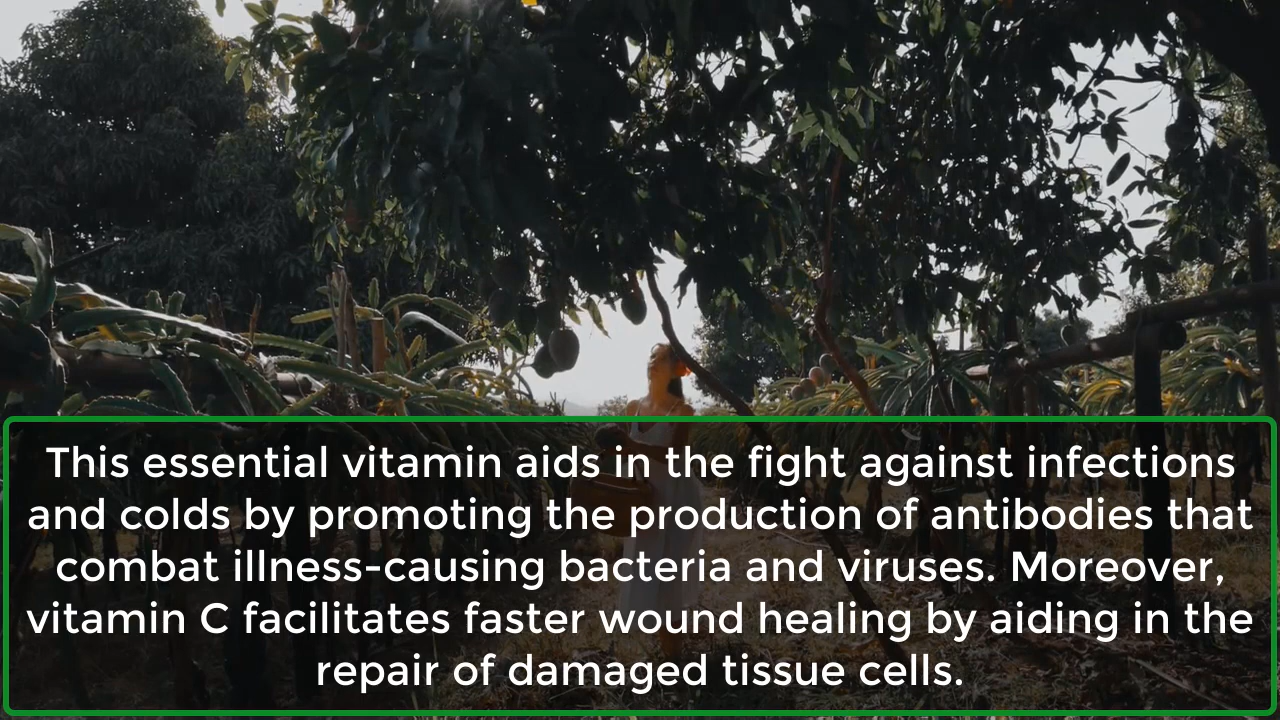 This essential vitamin aids in the fight against infections
and colds by promoting the production of antibodies that
combat illness-causing bacteria and viruses. Moreover,
vitamin C facilitates faster wound healing by aiding in the
repair of damaged tissue cells.